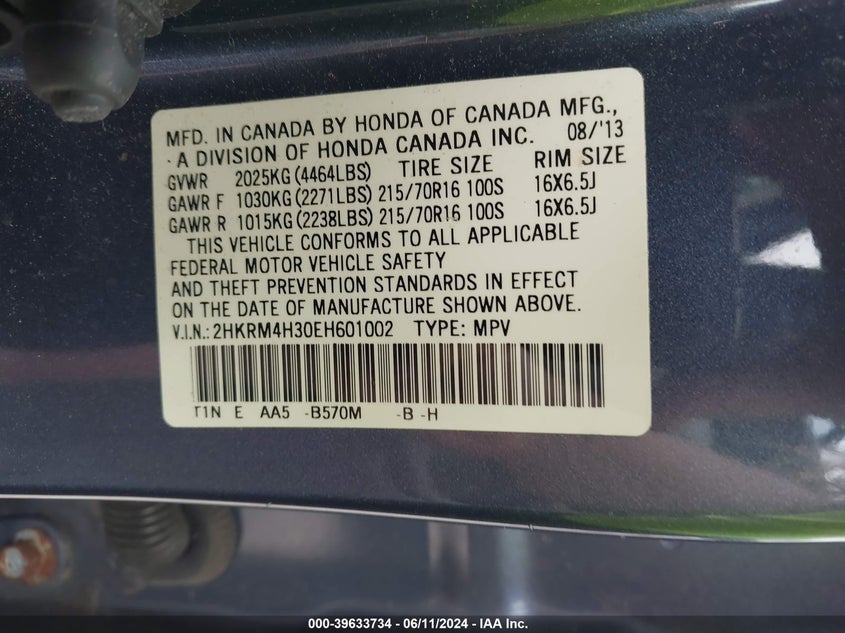 MFD. IN CANADA BY HONDA OF CANADA MFG.,
A DIVISION OF HONDA CANADA INC. 08/'13
GVWR 2025KG (4464LBS) TIRE SIZE RIM SIZE
GAWR F 1030KG (2271LBS) 215/70R16 100S 16X6.5J
GAWR R 1015KG (2238LBS) 215/70R16 100S 16X6.5J
THIS VEHICLE CONFORMS TO ALL APPLICABLE
FEDERAL MOTOR VEHICLE SAFETY
AND THEFT PREVENTION STANDARDS IN EFFECT
ON THE DATE OF MANUFACTURE SHOWN ABOVE.
V.I.N.: 2HKRM4H30EH601002 TYPE: MPV
T1N E AA5 -B570M -B -H
000-39633734 - 06/11/2024 - IAA Inc.